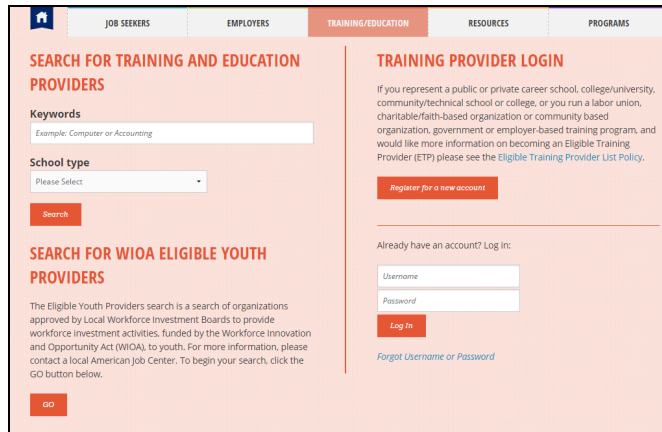 JOB SEEKERS
EMPLOYERS
TRAINING/EDUCATION
RESOURCES
PROGRAMS
SEARCH FOR TRAINING AND EDUCATION
PROVIDERS
Keywords
Example: Computer or Accounting
School type
Please Select
Search
SEARCH FOR WIOA ELIGIBLE YOUTH
PROVIDERS
The Eligible Youth Providers search is a search of organizations
approved by Local Workforce Investment Boards to provide
workforce investment activities, funded by the Workforce Innovation
and Opportunity Act (WIOA), to youth. For more information, please
contact a local American Job Center. To begin your search, click the
GO button below.
GO
TRAINING PROVIDER LOGIN
If you represent a public or private career school, college/university,
community/technical school or college, or you run a labor union,
charitable/faith-based organization or community based
organization, government or employer-based training program, and
would like more information on becoming an Eligible Training
Provider (ETP) please see the Eligible Training Provider List Policy.
Register for a new account
Already have an account? Log in:
Username
Password
Log In
Forgot Username or Password